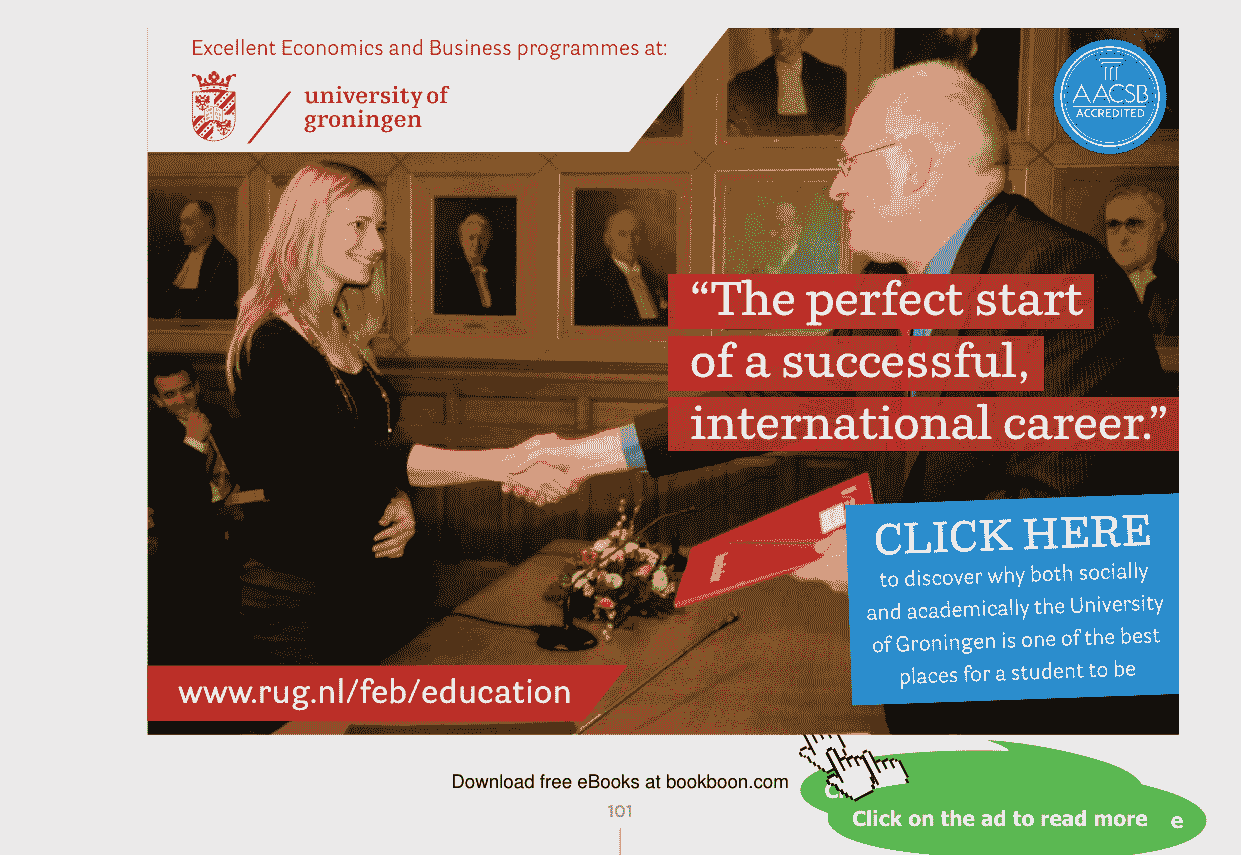 Excellent Economics and Business programmes at:
university of
groningen
AACSB
ACCREDITED
“The perfect start
of a successful,
international career.”
CLICK HERE
to discover why both socially
and academically the University
of Groningen is one of the best
places for a student to be
www.rug.nl/feb/education
Download free eBooks at bookboon.com
101
Click on the ad to read more
e